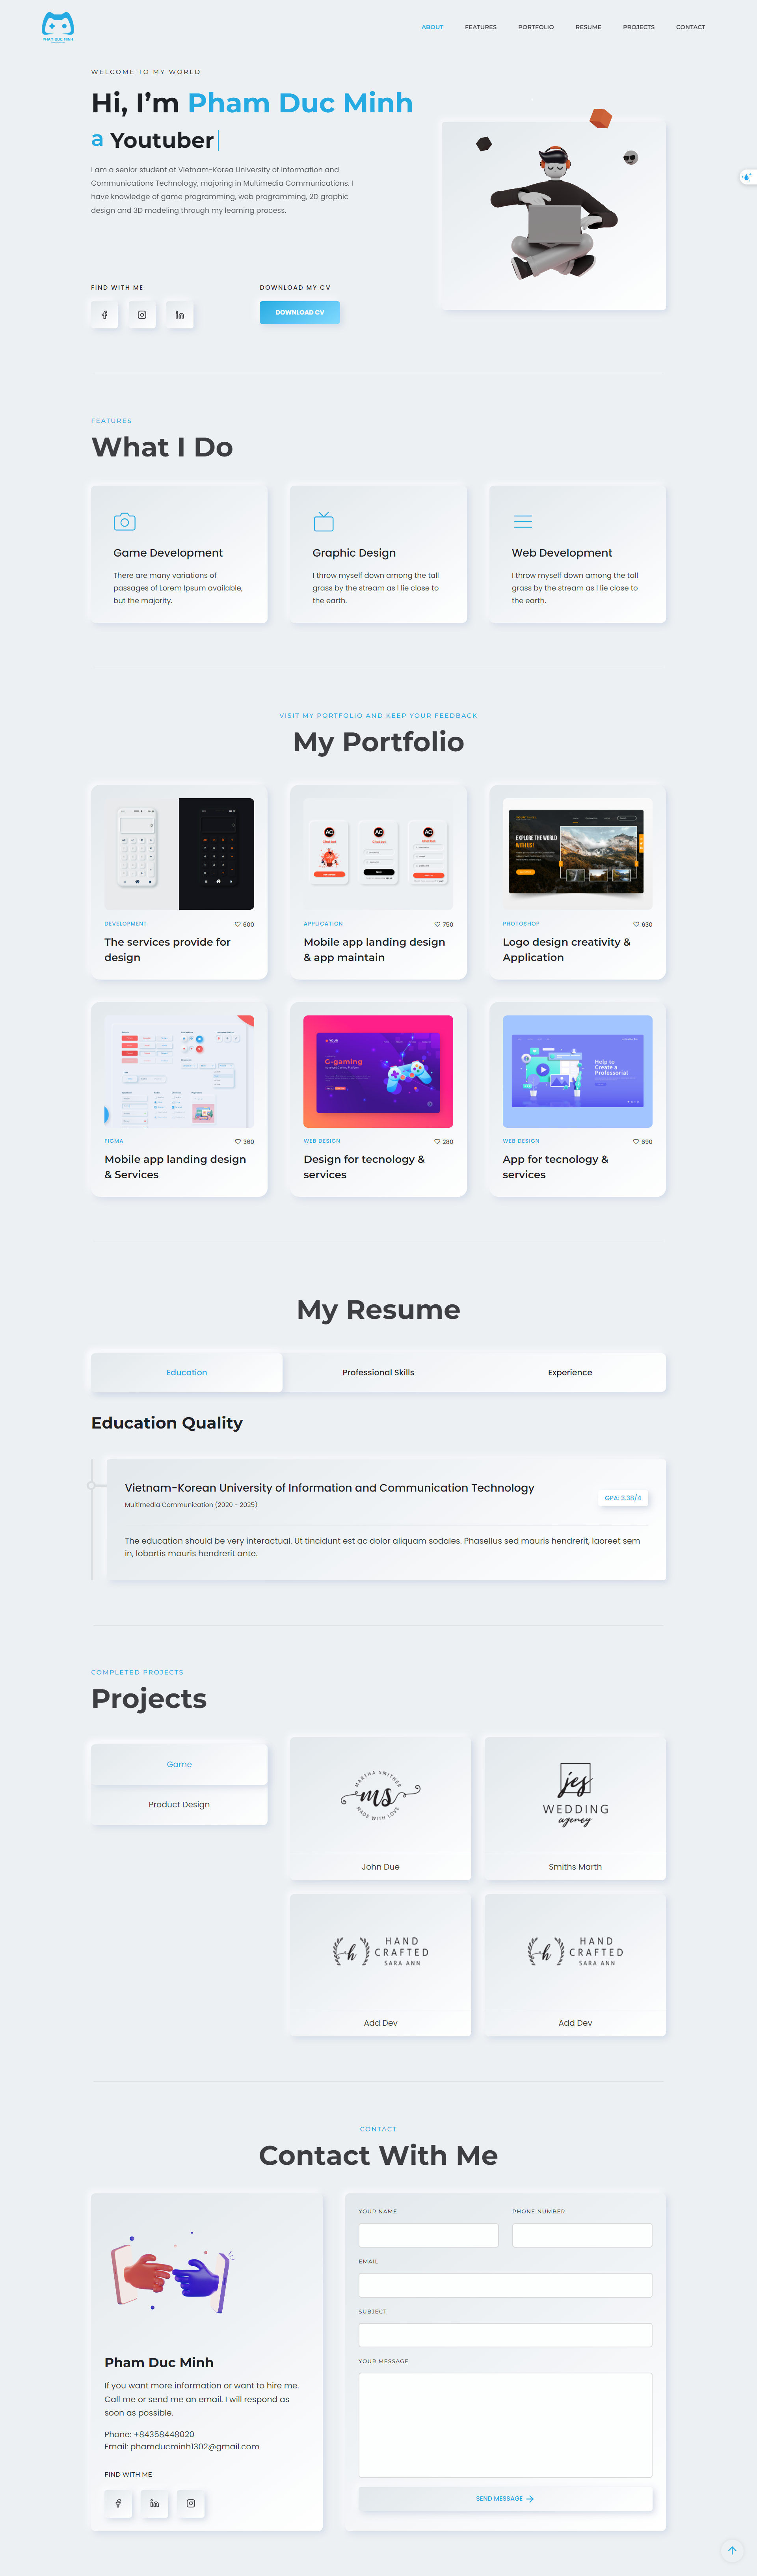 PHAM DUC MINH
ABOUT
FEATURES
PORTFOLIO
RESUME
PROJECTS
CONTACT
WELCOME TO MY WORLD
Hi, I’m Pham Duc Minh
a Youtuber
I am a senior student at Vietnam-Korea University of Information and
Communications Technology, majoring in Multimedia Communications. I
have knowledge of game programming, web programming, 2D graphic
design and 3D modeling through my learning process.
FIND WITH ME
DOWNLOAD MY CV
DOWNLOAD CV
FEATURES
What I Do
Game Development
There are many variations of
passages of Lorem Ipsum available,
but the majority.
Graphic Design
I throw myself down among the tall
grass by the stream as I lie close to
the earth.
Web Development
I throw myself down among the tall
grass by the stream as I lie close to
the earth.
VISIT MY PORTFOLIO AND KEEP YOUR FEEDBACK
My Portfolio
DEVELOPMENT
600
The services provide for
design
AC
AC
AC
APPLICATION
750
Mobile app landing design
& app maintain
EXPLORE THE WORLD
WITH US !
PHOTOSHOP
630
Logo design creativity &
Application
FIGMA
360
Mobile app landing design
& Services
G-gaming
WEB DESIGN
280
Design for tecnology &
services
Help to
Create a
Professorial
WEB DESIGN
690
App for tecnology &
services
My Resume
Education
Professional Skills
Experience
Education Quality
Vietnam-Korean University of Information and Communication Technology
Multimedia Communication (2020 - 2025)
GPA: 3.38/4
The education should be very interactual. Ut tincidunt est ac dolor aliquam sodales. Phasellus sed mauris hendrerit, laoreet sem
in, lobortis mauris hendrerit ante.
COMPLETED PROJECTS
Projects
Game
Product Design
MARTHA SMITHER
ms
MADE WITH LOVE
John Due
jes
WEDDING
agency
Smiths Marth
h
HAND
CRAFTED
SARA ANN
Add Dev
h
HAND
CRAFTED
SARA ANN
Add Dev
CONTACT
Contact With Me
Pham Duc Minh
If you want more information or want to hire me.
Call me or send me an email. I will respond as
soon as possible.
Phone: +84358448020
Email: phamducminh1302@gmail.com
FIND WITH ME
YOUR NAME
PHONE NUMBER
EMAIL
SUBJECT
YOUR MESSAGE
SEND MESSAGE